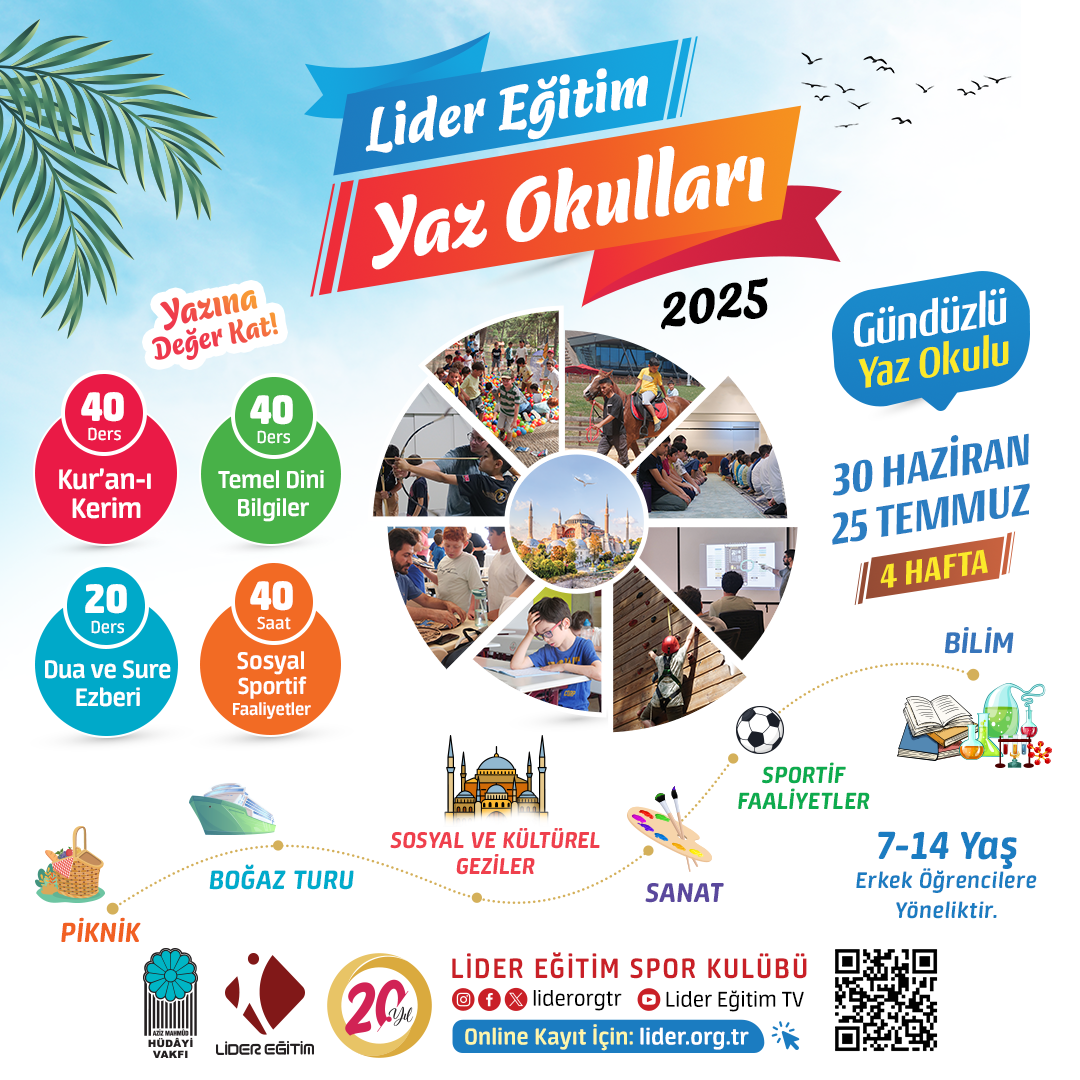 Lider Eğitim
Yaz Okulları
2025
Yazına
Değer Kat!
Gündüzlü
Yaz Okulu
40
Ders
Kur'an-ı
Kerim
40
Ders
Temel Dini
Bilgiler
30 HAZİRAN
25 TEMMUZ
4 HAFTA
20
Ders
Dua ve Sure
Ezberi
40
Saat
Sosyal
Sportif
Faaliyetler
BİLİM
SPORTİF
FAALİYETLER
SOSYAL VE KÜLTÜREL
GEZİLER
BOĞAZ TURU
SANAT
PİKNİK
7-14 Yaş
Erkek Öğrencilere
Yöneliktir.
AZİZ MAHMÛD
HÜDÂYİ
VAKFI
LİDER EĞİTİM
20 Yıl
LİDER EĞİTİM SPOR KULÜBÜ
liderorgtr Lider Eğitim TV
Online Kayıt İçin: lider.org.tr